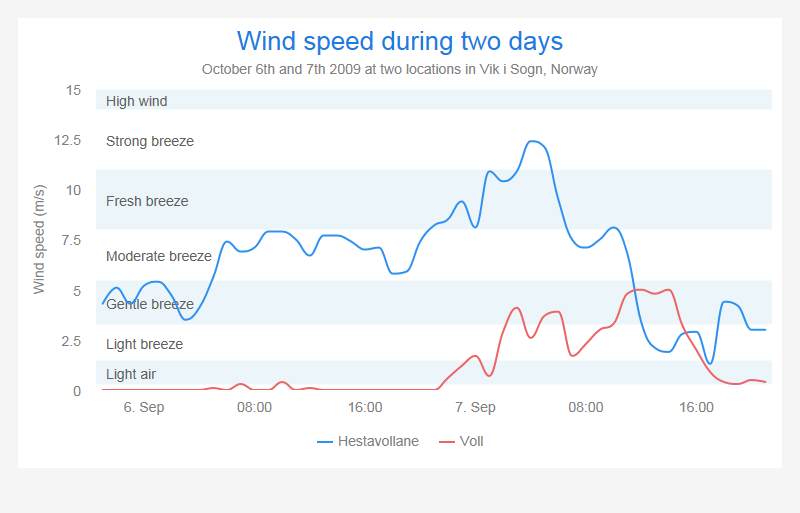 Wind speed during two days
October 6th and 7th 2009 at two locations in Vik i Sogn, Norway
Wind speed (m/s)
15
12.5
10
7.5
5
2.5
0
High wind
Strong breeze
Fresh breeze
Moderate breeze
Gentle breeze
Light breeze
Light air
6. Sep 08:00 16:00 7. Sep 08:00 16:00
Hestavollane Voll